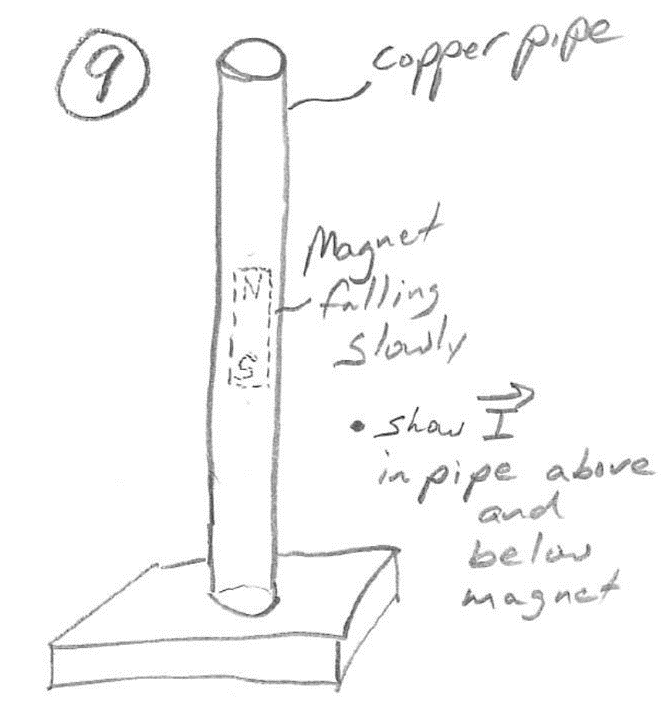 9
copper pipe
Magnet
falling
slowly
N
S
• show I
in pipe above
and
below
magnet